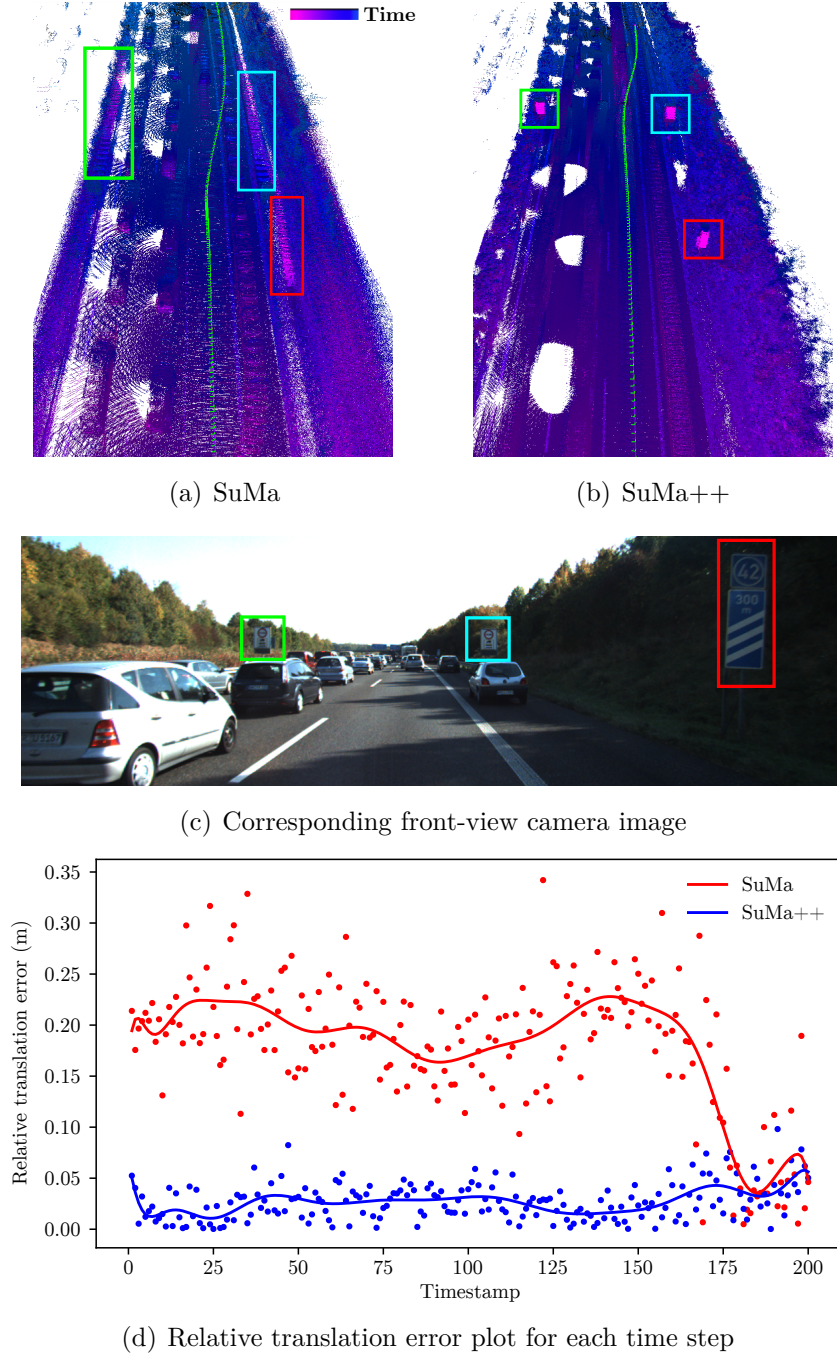 Time
(a) SuMa
(b) SuMa++
42
300
m
(c) Corresponding front-view camera image
0.35
0.30
0.25
0.20
0.15
0.10
0.05
0.00
Relative translation error (m)
SuMa
SuMa++
0 25 50 75 100 125 150 175 200
Timestamp
(d) Relative translation error plot for each time step